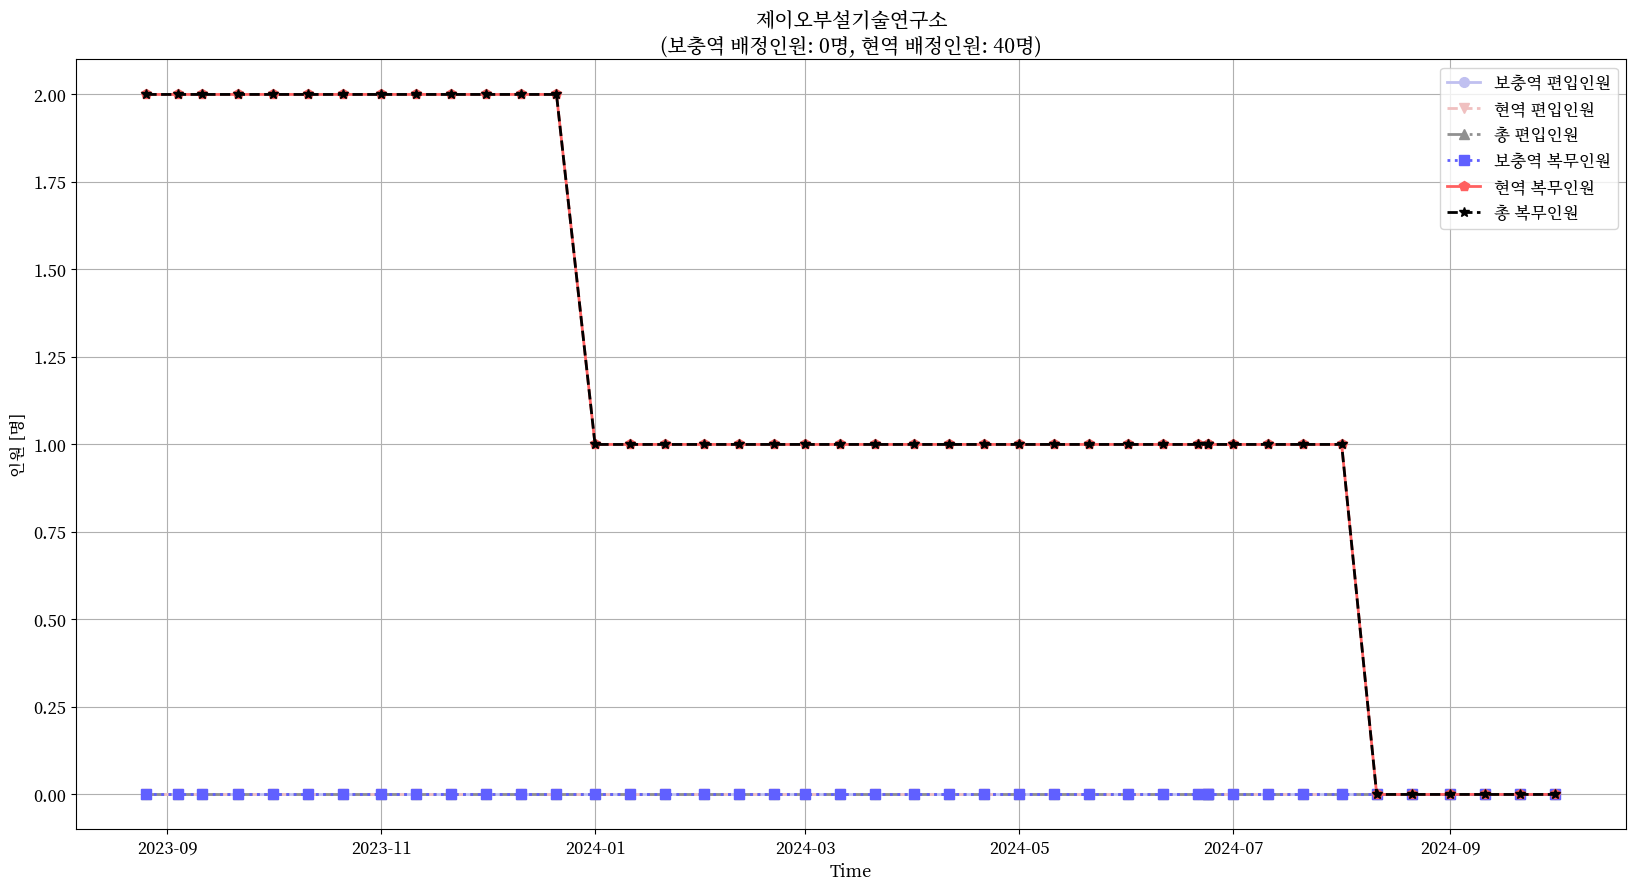 제이오부설기술연구소
(보충역 배정인원: 0명, 현역 배정인원: 40명)
보충역 편입인원
현역 편입인원
총 편입인원
보충역 복무인원
현역 복무인원
총 복무인원
인원 [명]
2.00
1.75
1.50
1.25
1.00
0.75
0.50
0.25
0.00
2023-09
2023-11
2024-01
2024-03
2024-05
2024-07
2024-09
Time